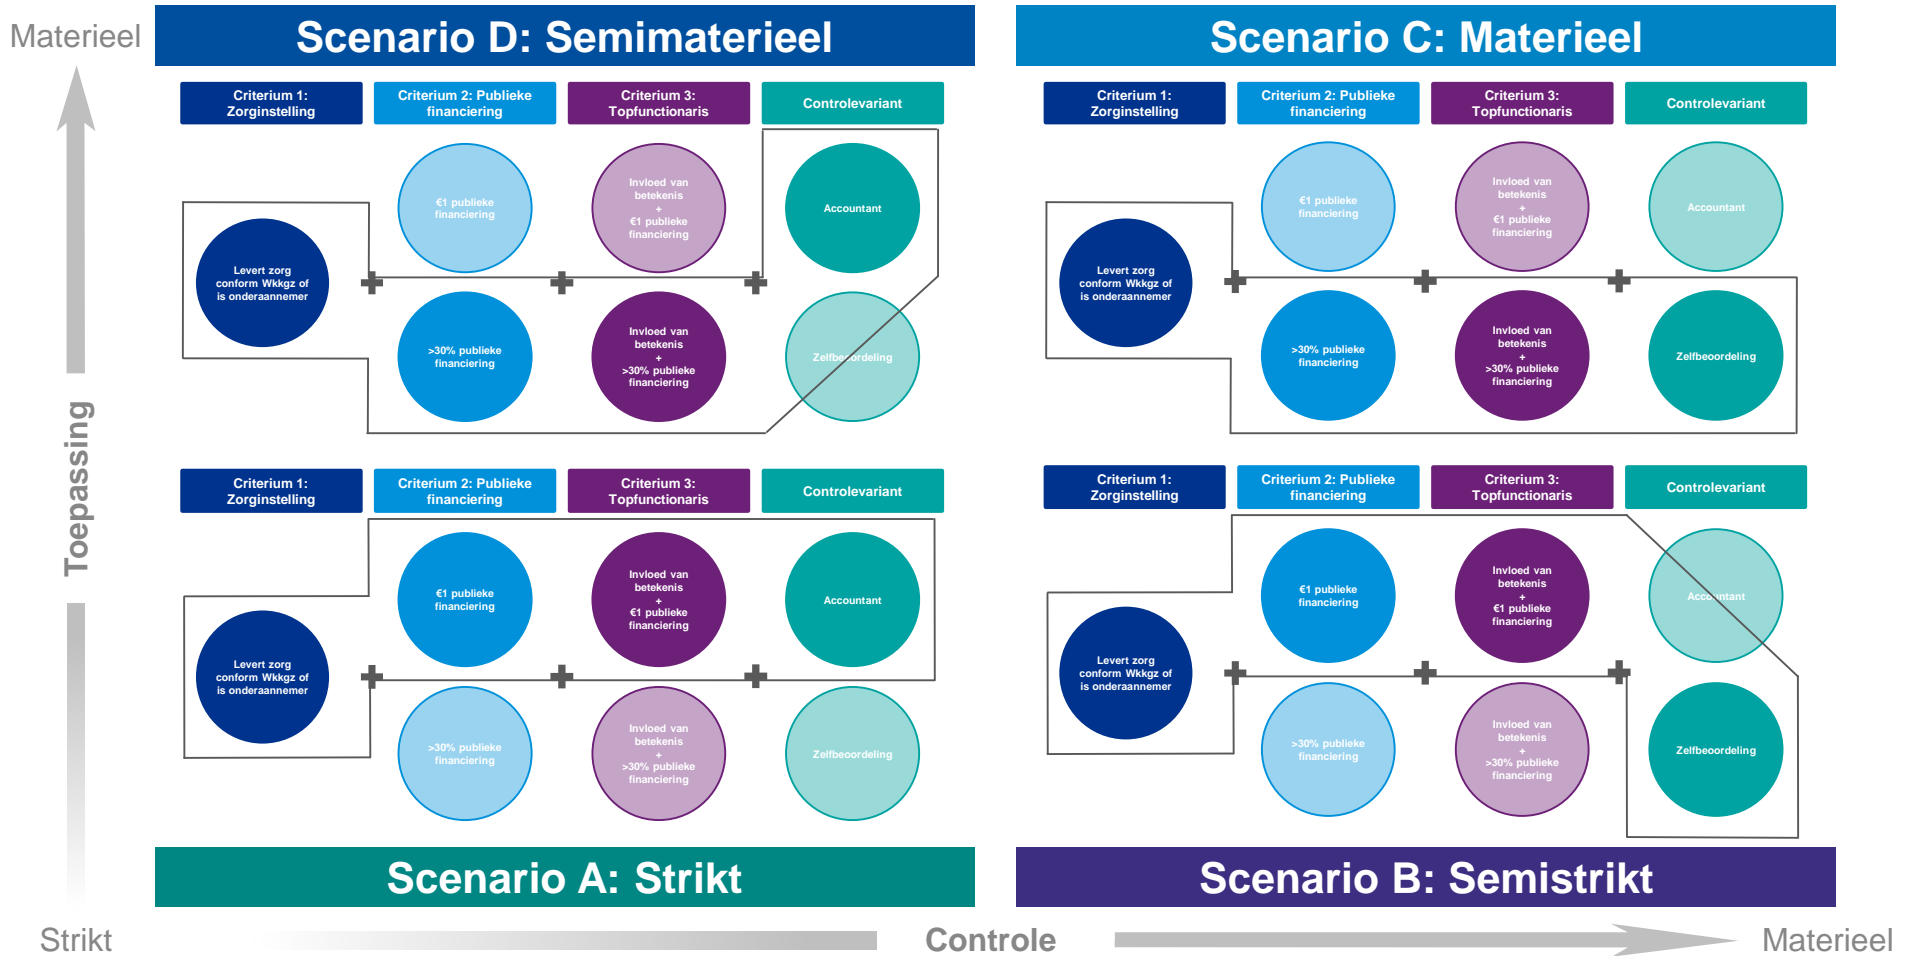 Materieel
Scenario D: Semimaterieel
Criterium 1:
Zorginstelling
Criterium 2: Publieke
financiering
Criterium 3:
Topfunctionaris
Controlevariant
Levert zorg
conform Wkkgz of
is onderaannemer
€1 publieke
financiering
Invloed van
betekenis
+
€1 publieke
financiering
Accountant
>30% publieke
financiering
Invloed van
betekenis
+
>30% publieke
financiering
Zelfbeoordeling
Scenario C: Materieel
Criterium 1:
Zorginstelling
Criterium 2: Publieke
financiering
Criterium 3:
Topfunctionaris
Controlevariant
Levert zorg
conform Wkkgz of
is onderaannemer
€1 publieke
financiering
Invloed van
betekenis
+
€1 publieke
financiering
Accountant
>30% publieke
financiering
Invloed van
betekenis
+
>30% publieke
financiering
Zelfbeoordeling
Toepassing
Criterium 1:
Zorginstelling
Criterium 2: Publieke
financiering
Criterium 3:
Topfunctionaris
Controlevariant
Levert zorg
conform Wkkgz of
is onderaannemer
€1 publieke
financiering
Invloed van
betekenis
+
€1 publieke
financiering
Accountant
>30% publieke
financiering
Invloed van
betekenis
+
>30% publieke
financiering
Zelfbeoordeling
Scenario A: Strikt
Criterium 1:
Zorginstelling
Criterium 2: Publieke
financiering
Criterium 3:
Topfunctionaris
Controlevariant
Levert zorg
conform Wkkgz of
is onderaannemer
€1 publieke
financiering
Invloed van
betekenis
+
€1 publieke
financiering
Accountant
>30% publieke
financiering
Invloed van
betekenis
+
>30% publieke
financiering
Zelfbeoordeling
Scenario B: Semistrikt
Strikt
Controle
Materieel